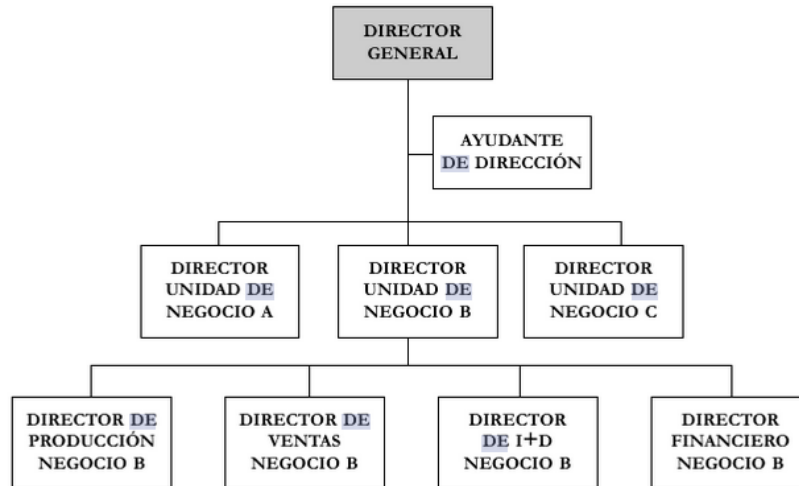 DIRECTOR
GENERAL
AYUDANTE
DE DIRECCIÓN
DIRECTOR
UNIDAD DE
NEGOCIO A
DIRECTOR
UNIDAD DE
NEGOCIO B
DIRECTOR
UNIDAD DE
NEGOCIO C
DIRECTOR DE
PRODUCCIÓN
NEGOCIO B
DIRECTOR DE
VENTAS
NEGOCIO B
DIRECTOR
DE I+D
NEGOCIO B
DIRECTOR
FINANCIERO
NEGOCIO B